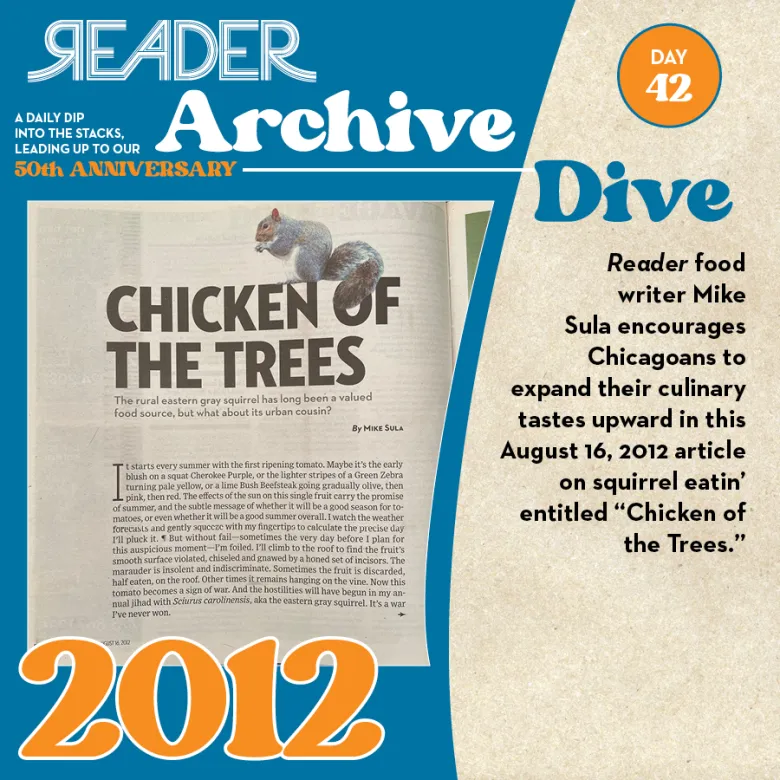 READER
Archive
Dive
A DAILY DIP
INTO THE STACKS,
LEADING UP TO OUR
50th ANNIVERSARY
DAY
42
CHICKEN OF
THE TREES
The rural eastern gray squirrel has long been a valued
food source, but what about its urban cousin?
By MIKE SULA
It starts every summer with the first ripening tomato. Maybe it's the early
blush on a squat Cherokee Purple, or the lighter stripes of a Green Zebra
turning pale yellow, or a lime Bush Beefsteak going gradually olive, then
pink, then red. The effects of the sun on this single fruit carry the promise
of summer, and the subtle message of whether it will be a good season for to-
matoes, or even whether it will be a good summer overall. I watch the weather
forecasts and gently squeeze with my fingertips to calculate the precise day
I'll pluck it. ¶ But without fail—sometimes the very day before I plan for
this auspicious moment—I'm foiled. I'll climb to the roof to find the fruit's
smooth surface violated, chiseled and gnawed by a honed set of incisors. The
marauder is insolent and indiscriminate. Sometimes the fruit is discarded,
half eaten, on the roof. Other times it remains hanging on the vine. Now this
tomato becomes a sign of war. And the hostilities will have begun in my an-
nual jihad with Sciurus carolinensis, aka the eastern gray squirrel. It's a war
I've never won.
16, 2012
2012
Reader food
writer Mike
Sula encourages
Chicagoans to
expand their culinary
tastes upward in this
August 16, 2012 article
on squirrel eatin'
entitled “Chicken of
the Trees.”